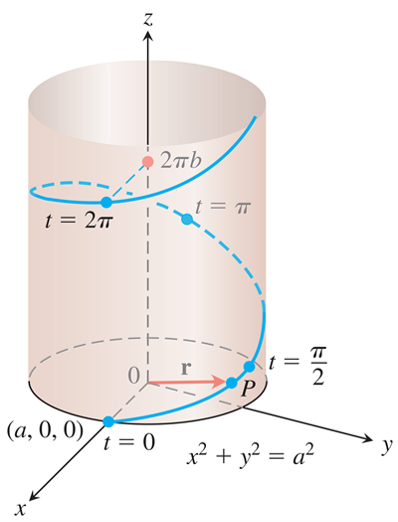 z
2πb
t = 2π
t = π
0
r
P
t = π/2
(a, 0, 0)
t = 0
x² + y² = a²
y
x